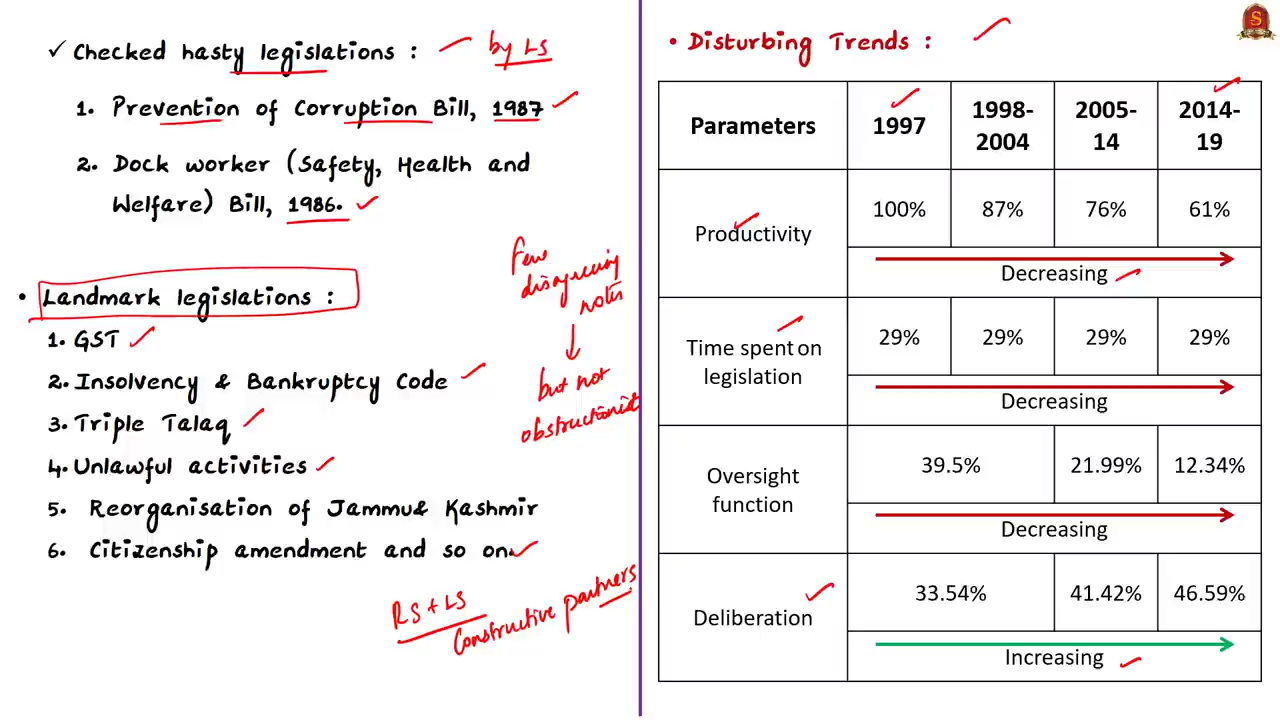 ✓ Checked hasty legislations :
by LS
1. Prevention of Corruption Bill, 1987
2. Dock worker (Safety, Health and
Welfare) Bill, 1986.
few
disagreeing
notes
but not
obstructionist
• Landmark legislations :
1. GST
2. Insolvency & Bankruptcy Code
3. Triple Talaq
4. Unlawful activities
5. Reorganisation of Jammu & Kashmir
6. Citizenship amendment and so on.
RS + LS
Constructive partners
• Disturbing Trends :
Parameters 1997 1998-2004 2005-14 2014-19
Productivity 100% 87% 76% 61%
Decreasing
Time spent on legislation 29% 29% 29% 29%
Decreasing
Oversight function 39.5% 21.99% 12.34%
Decreasing
Deliberation 33.54% 41.42% 46.59%
Increasing
S